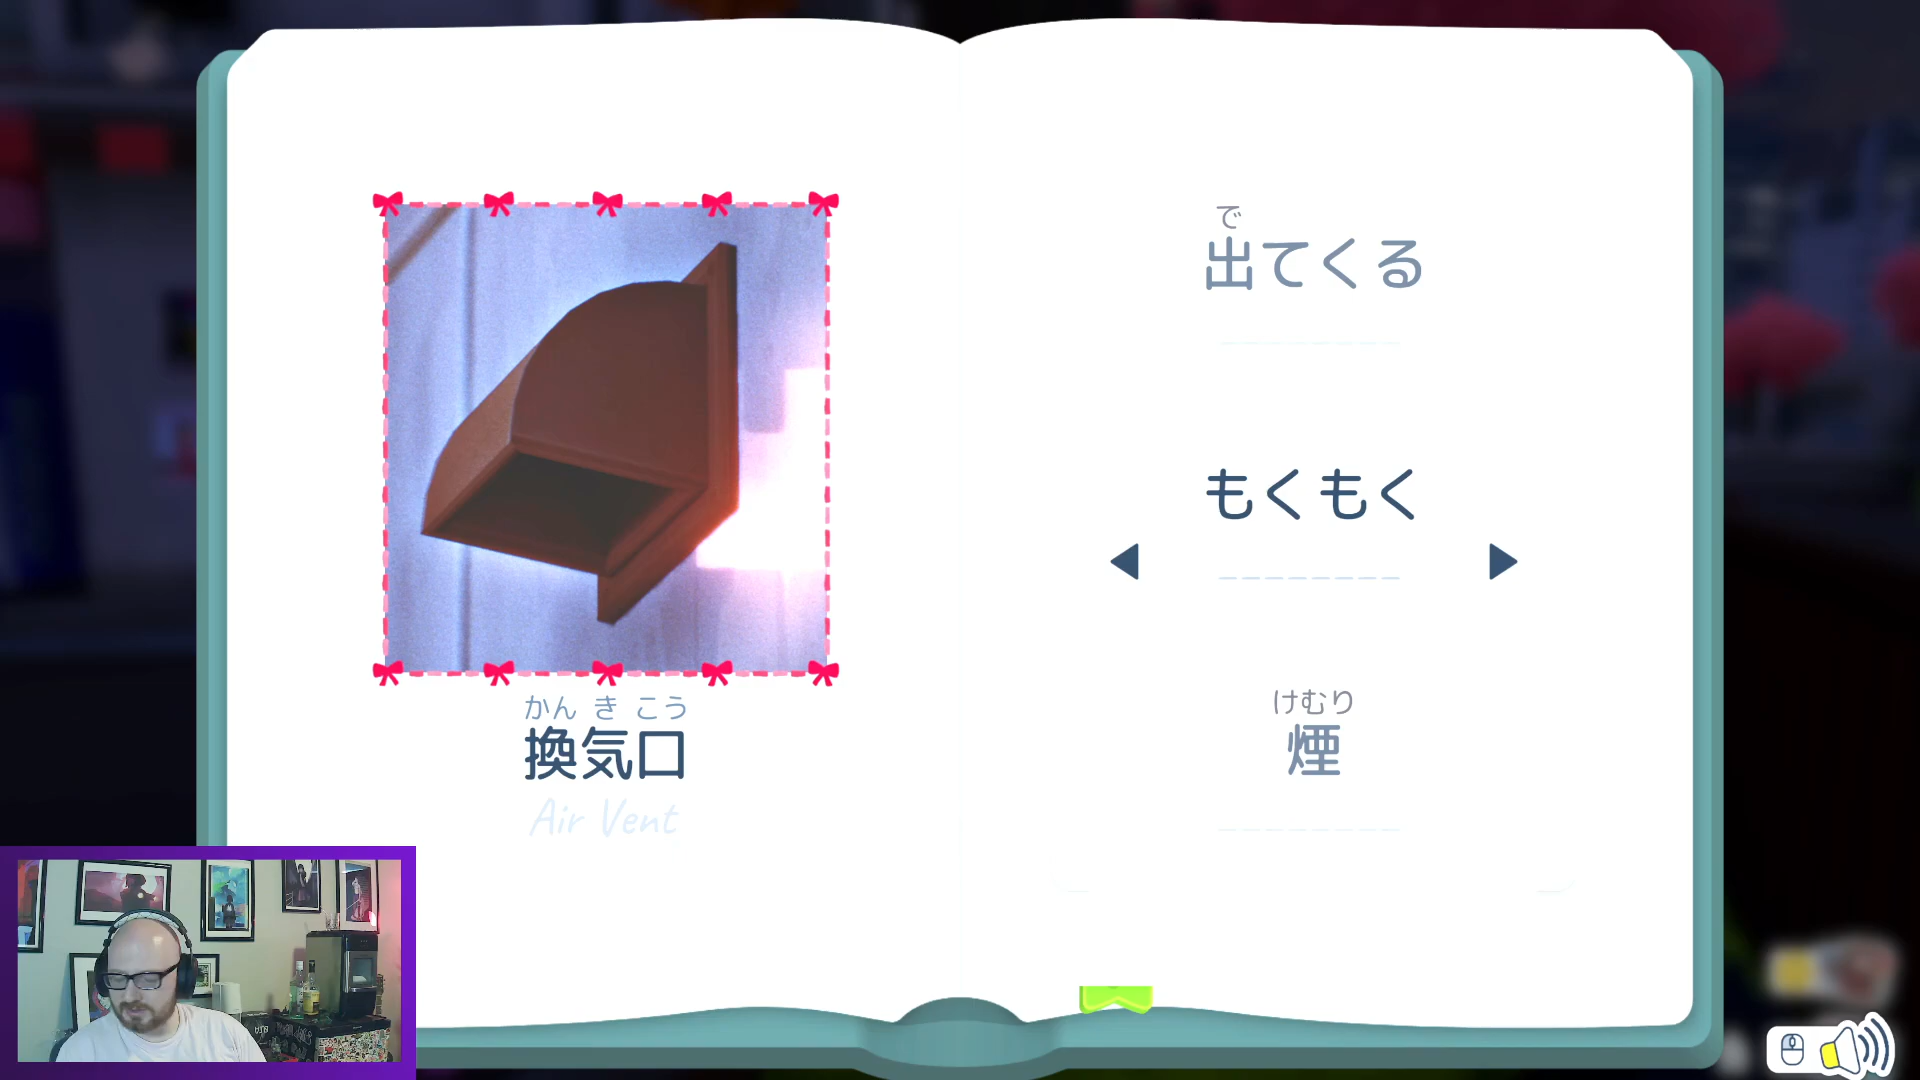 かんきこう
換気口
Air Vent
で
出てくる
もくもく
けむり
煙